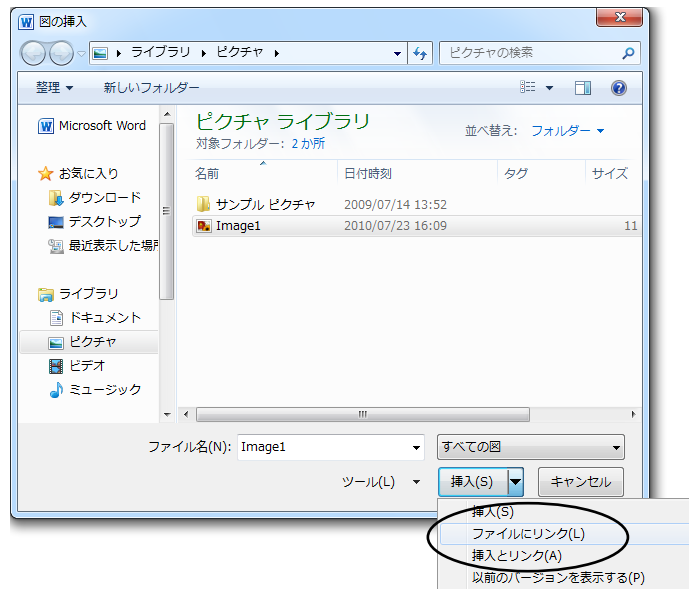 図の挿入
ライブラリ ピクチャ
ピクチャの検索
整理 新しいフォルダー
Microsoft Word
お気に入り
ダウンロード
デスクトップ
最近表示した場所
ライブラリ
ドキュメント
ピクチャ
ビデオ
ミュージック
ピクチャ ライブラリ
対象フォルダー: 2 か所
並べ替え: フォルダー
名前 日付時刻 タグ サイズ
サンプル ピクチャ 2009/07/14 13:52
Image1 2010/07/23 16:09 11
ファイル名(N): Image1 すべての図
ツール(L) 挿入(S) キャンセル
挿入(S)
ファイルにリンク(L)
挿入とリンク(A)
以前のバージョンを表示する(P)